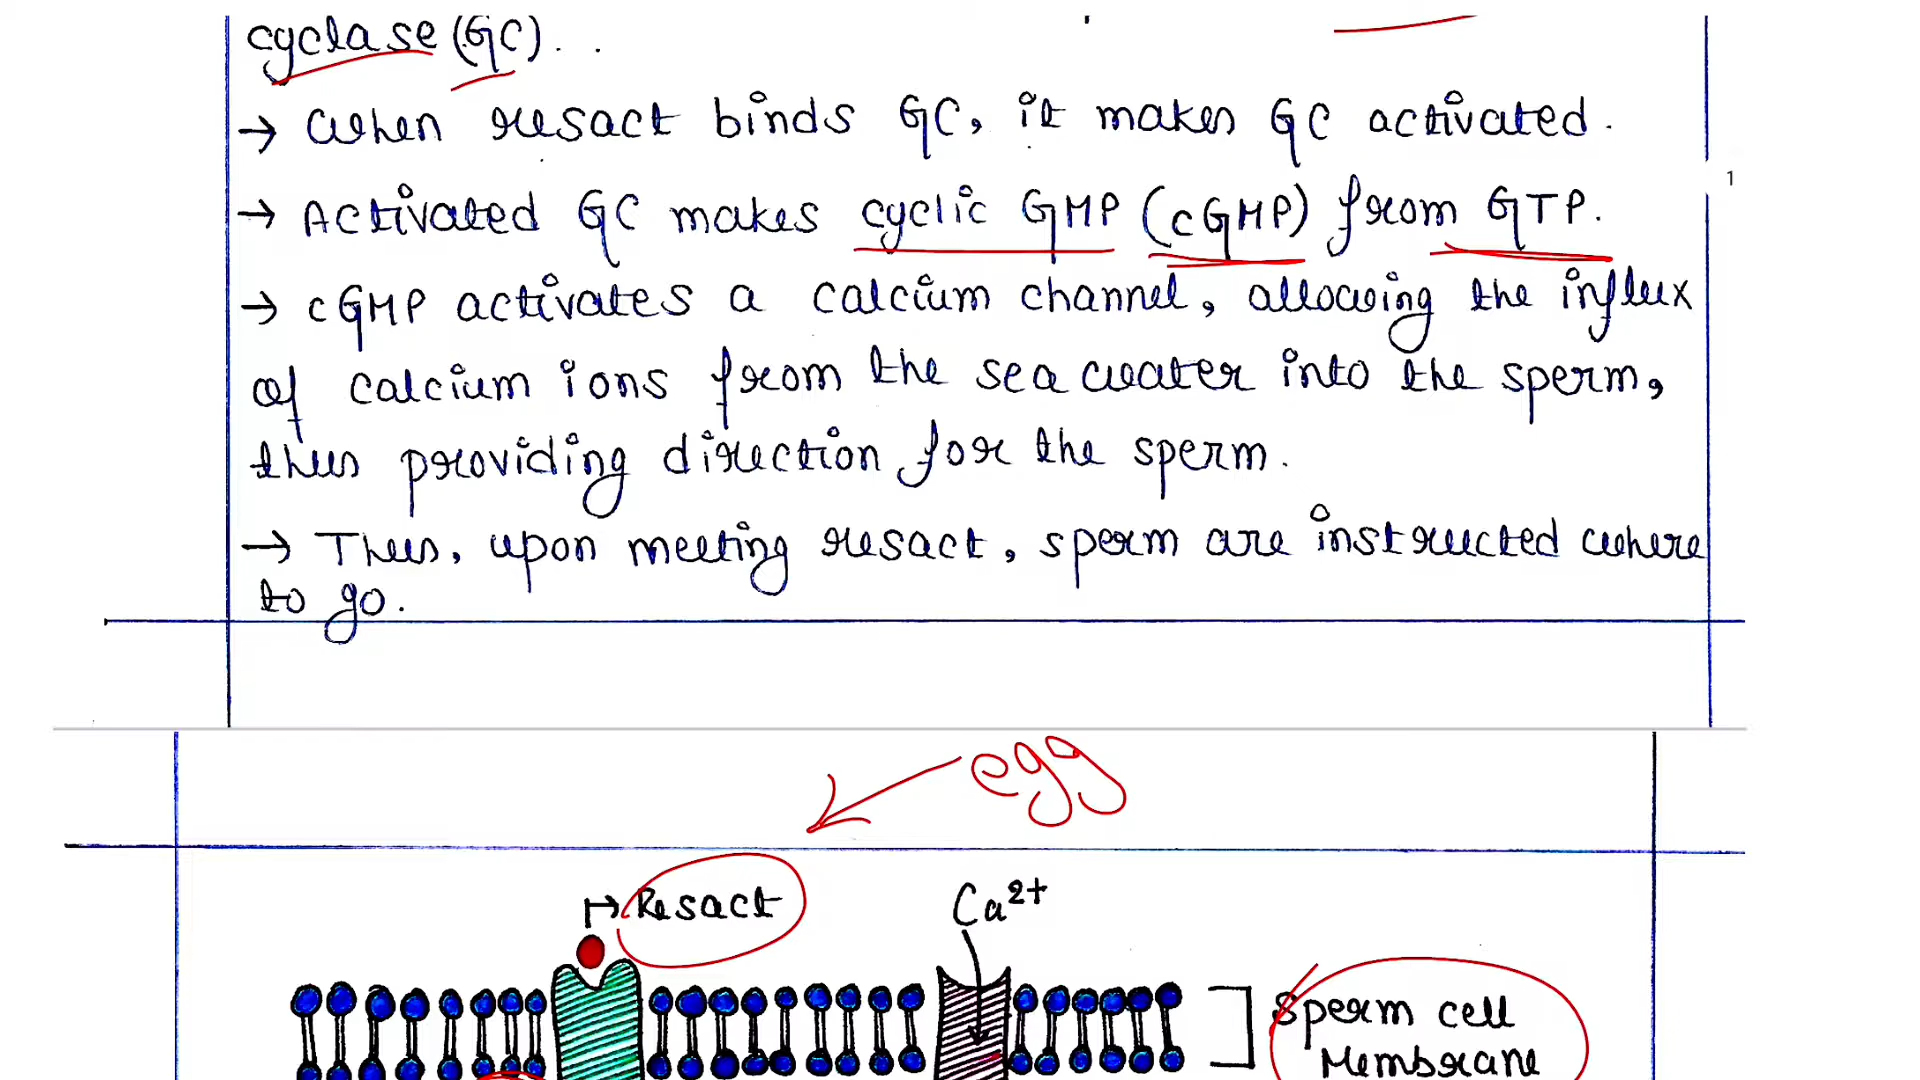 cyclase (GC).
→ When resact binds GC, it makes GC activated.
→ Activated GC makes cyclic GMP (cGMP) from GTP.
1
→ cGMP activates a calcium channel, allowing the influx
of calcium ions from the sea water into the sperm,
thus providing direction for the sperm.
→ Thus, upon meeting resact, sperm are instructed where
to go.
egg
Resact
Ca2+
Sperm cell
Membrane